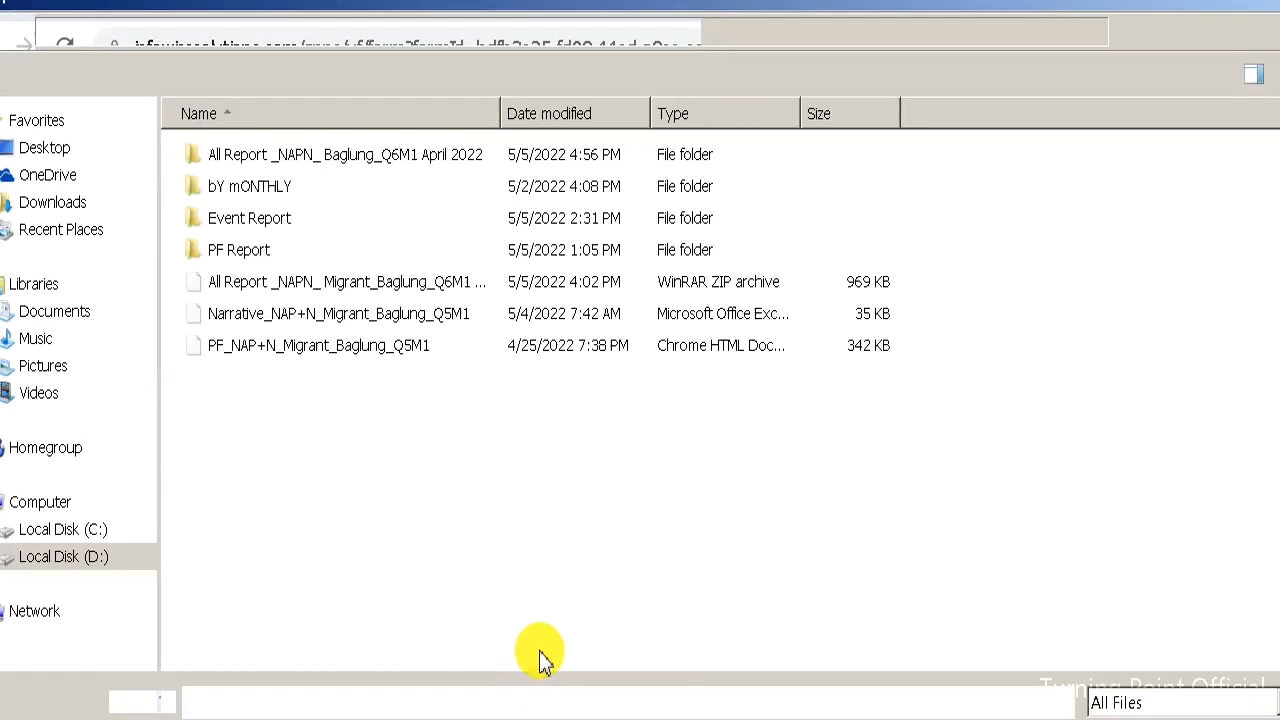 Name Date modified Type Size
Favorites
Desktop
OneDrive
Downloads
Recent Places
Libraries
Documents
Music
Pictures
Videos
Homegroup
Computer
Local Disk (C:)
Local Disk (D:)
Network
All Report _NAPN_ Baglung_Q6M1 April 2022 5/5/2022 4:56 PM File folder
bY mONTHLY 5/2/2022 4:08 PM File folder
Event Report 5/5/2022 2:31 PM File folder
PF Report 5/5/2022 1:05 PM File folder
All Report _NAPN_ Migrant_Baglung_Q6M1 ... 5/5/2022 4:02 PM WinRAR ZIP archive 969 KB
Narrative_NAP+N_Migrant_Baglung_Q5M1 5/4/2022 7:42 AM Microsoft Office Exc... 35 KB
PF_NAP+N_Migrant_Baglung_Q5M1 4/25/2022 7:38 PM Chrome HTML Doc... 342 KB
Turning Point Official
All Files